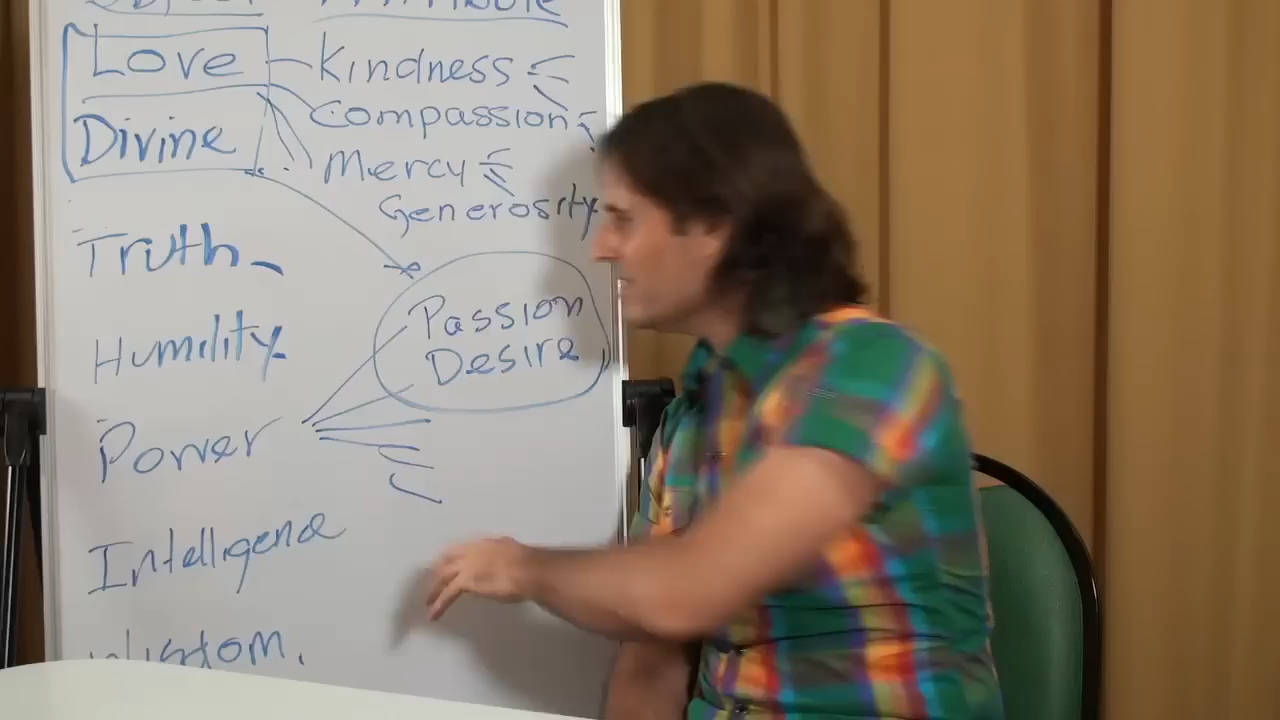 Love
Kindness
Compassion
Divine
Mercy
Generosity
Truth
Humility
Passion
Desire
Power
Intelligence
Wisdom.